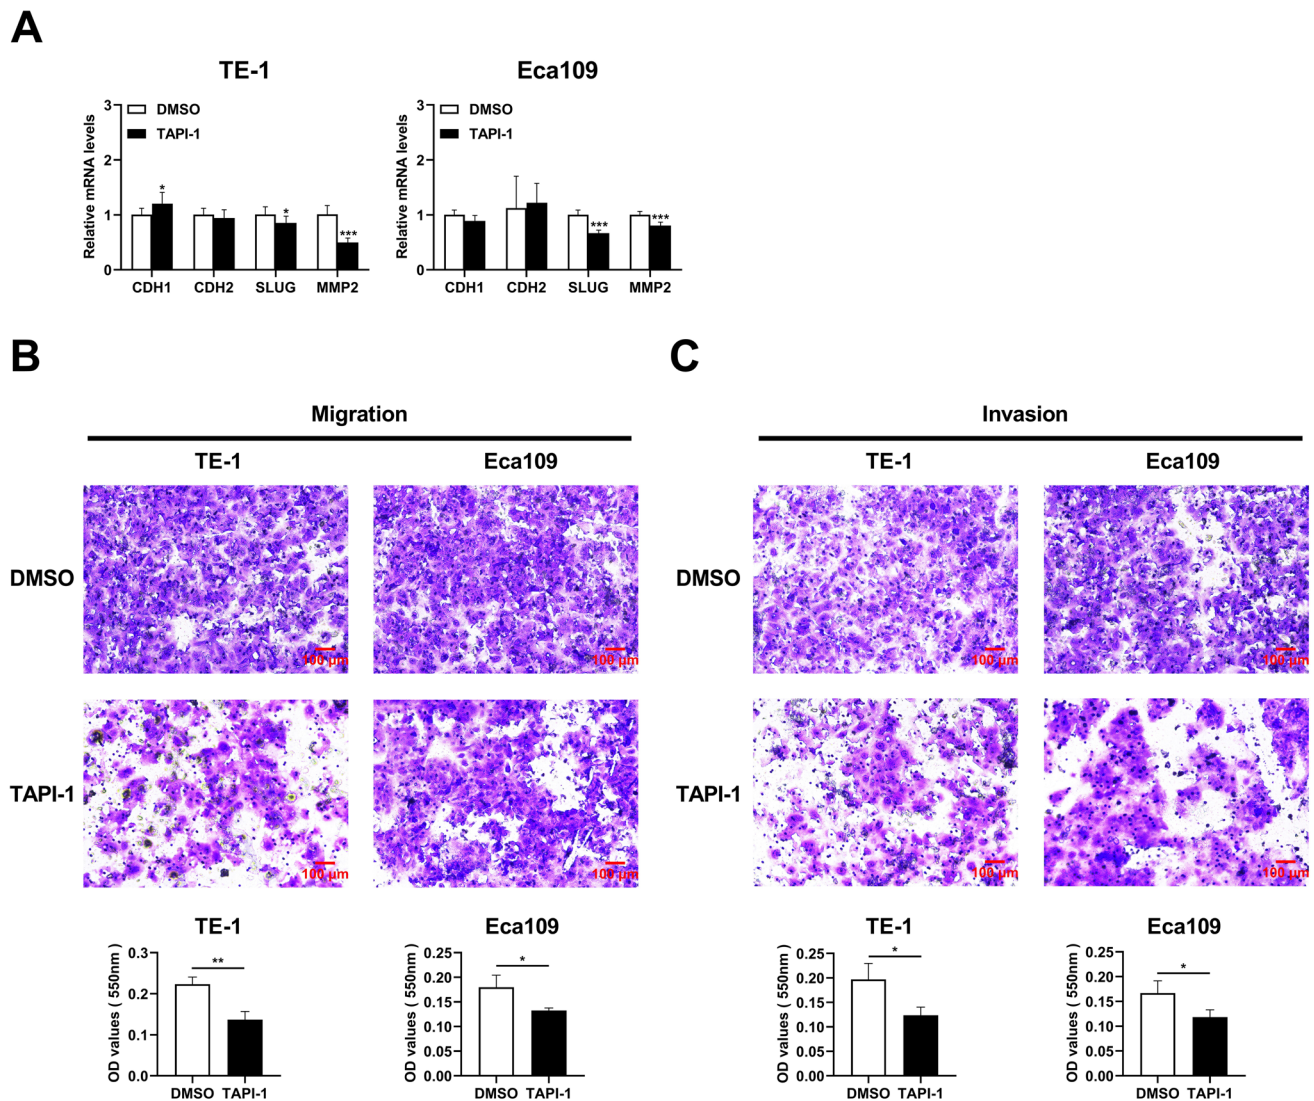 A
TE-1
Eca109
Relative mRNA levels
3
2
1
0
DMSO
TAPI-1
*
*
***
CDH1 CDH2 SLUG MMP2
Relative mRNA levels
3
2
1
0
DMSO
TAPI-1
***
***
CDH1 CDH2 SLUG MMP2
B
Migration
TE-1 Eca109
DMSO
100 μm
100 μm
TAPI-1
100 μm
100 μm
TE-1
OD values ( 550nm )
0.3
0.2
0.1
0.0
**
DMSO TAPI-1
Eca109
OD values ( 550nm )
0.25
0.20
0.15
0.10
0.05
0.00
*
DMSO TAPI-1
C
Invasion
TE-1 Eca109
DMSO
100 μm
100 μm
TAPI-1
100 μm
100 μm
TE-1
OD values ( 550nm )
0.25
0.20
0.15
0.10
0.05
0.00
*
DMSO TAPI-1
Eca109
OD values ( 550nm )
0.25
0.20
0.15
0.10
0.05
0.00
*
DMSO TAPI-1